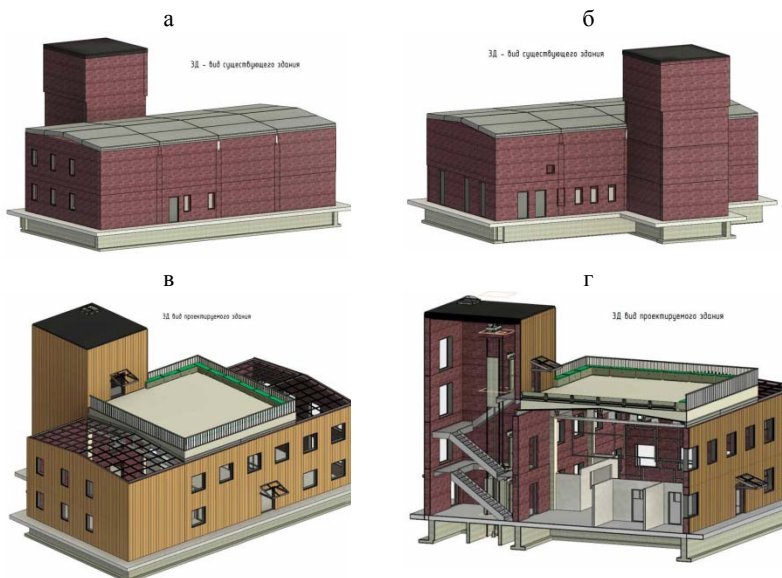 а
б
3Д - вид существующего здания
3Д - вид существующего здания
в
г
3Д вид проектируемого здания
3Д вид проектируемого здания